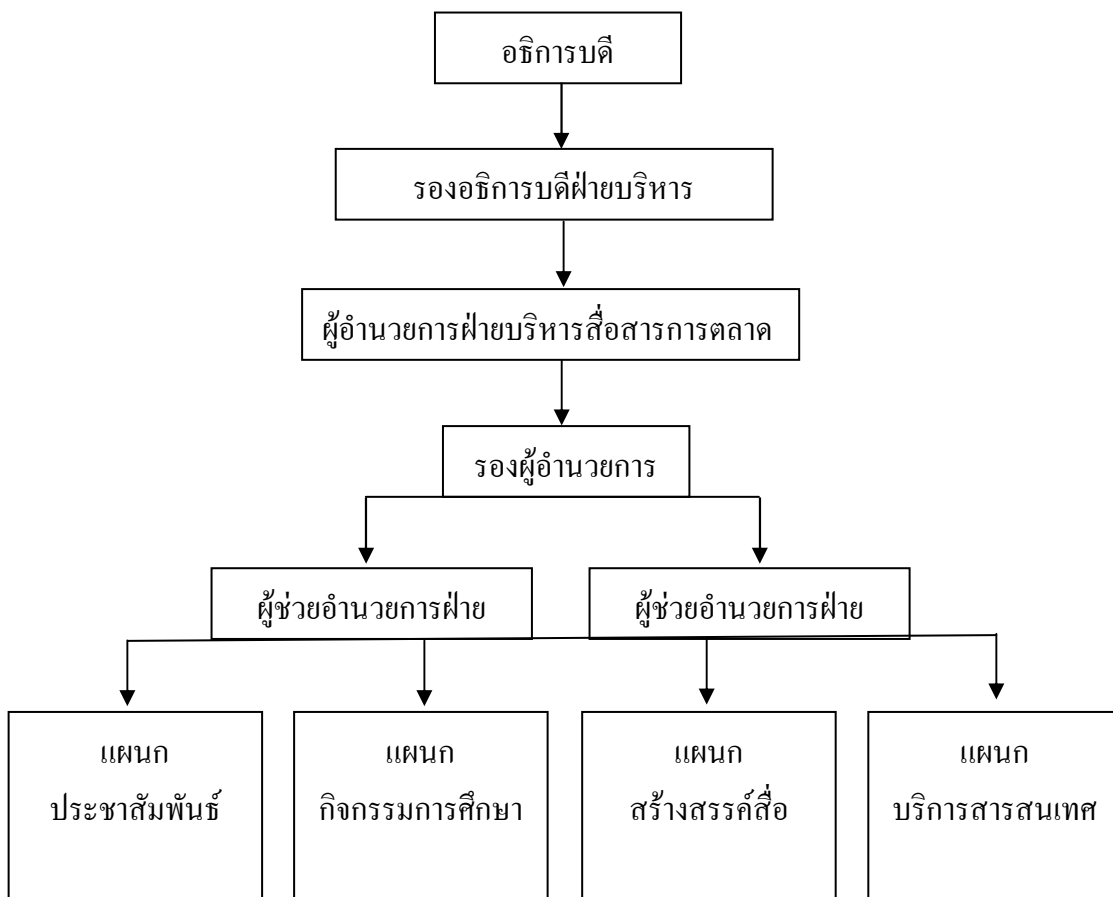 อธิการบดี
รองอธิการบดีฝ่ายบริหาร
ผู้อำนวยการฝ่ายบริหารสื่อสารการตลาด
รองผู้อำนวยการ
ผู้ช่วยอำนวยการฝ่าย
ผู้ช่วยอำนวยการฝ่าย
แผนก
ประชาสัมพันธ์
แผนก
กิจกรรมการศึกษา
แผนก
สร้างสรรค์สื่อ
แผนก
บริการสารสนเทศ